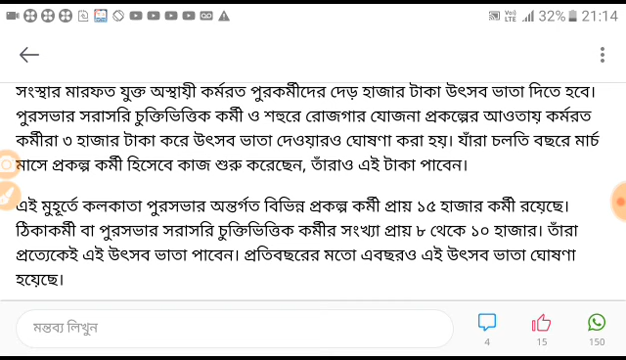 VoD LTE 32% 21:14
সংস্থার মারফত যুক্ত অস্থায়ী কর্মরত পুরকর্মীদের দেড় হাজার টাকা উৎসব ভাতা দিতে হবে।
পুরসভার সরাসরি চুক্তিভিত্তিক কর্মী ও শহরে রোজগার যোজনা প্রকল্পের আওতায় কর্মরত
কর্মীরা ৩ হাজার টাকা করে উৎসব ভাতা দেওয়ারও ঘোষণা করা হয়। যাঁরা চলতি বছরে মার্চ
মাসে প্রকল্প কর্মী হিসেবে কাজ শুরু করেছেন, তাঁরাও এই টাকা পাবেন।
এই মুহূর্তে কলকাতা পুরসভার অন্তর্গত বিভিন্ন প্রকল্প কর্মী প্রায় ১৫ হাজার কর্মী রয়েছে।
ঠিকাকর্মী বা পুরসভার সরাসরি চুক্তিভিত্তিক কর্মীর সংখ্যা প্রায় ৮ থেকে ১০ হাজার। তাঁরা
প্রত্যেকেই এই উৎসব ভাতা পাবেন। প্রতিবছরের মতো এবছরও এই উৎসব ভাতা ঘোষণা
হয়েছে।
মন্তব্য লিখুন
4 15 150